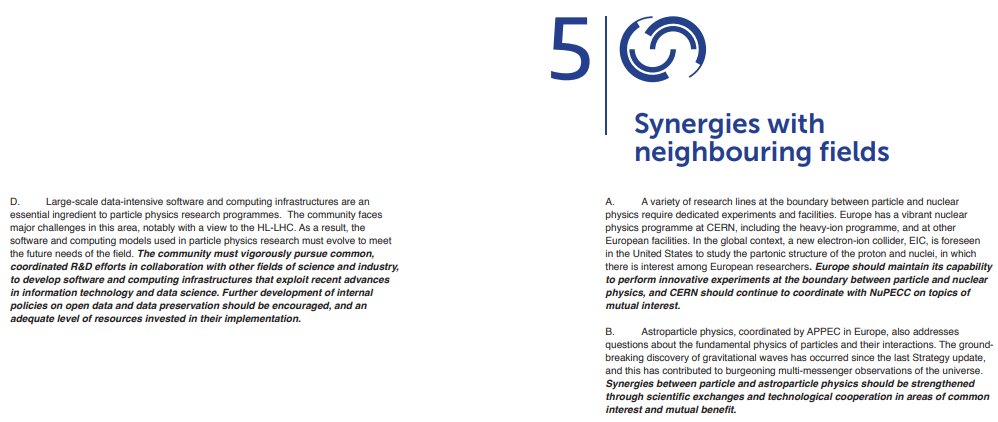 D. Large-scale data-intensive software and computing infrastructures are an
essential ingredient to particle physics research programmes. The community faces
major challenges in this area, notably with a view to the HL-LHC. As a result, the
software and computing models used in particle physics research must evolve to meet
the future needs of the field. The community must vigorously pursue common,
coordinated R&D efforts in collaboration with other fields of science and industry,
to develop software and computing infrastructures that exploit recent advances
in information technology and data science. Further development of internal
policies on open data and data preservation should be encouraged, and an
adequate level of resources invested in their implementation.
5
Synergies with
neighbouring fields
A. A variety of research lines at the boundary between particle and nuclear
physics require dedicated experiments and facilities. Europe has a vibrant nuclear
physics programme at CERN, including the heavy-ion programme, and at other
European facilities. In the global context, a new electron-ion collider, EIC, is foreseen
in the United States to study the partonic structure of the proton and nuclei, in which
there is interest among European researchers. Europe should maintain its capability
to perform innovative experiments at the boundary between particle and nuclear
physics, and CERN should continue to coordinate with NuPECC on topics of
mutual interest.
B. Astroparticle physics, coordinated by APPEC in Europe, also addresses
questions about the fundamental physics of particles and their interactions. The ground-
breaking discovery of gravitational waves has occurred since the last Strategy update,
and this has contributed to burgeoning multi-messenger observations of the universe.
Synergies between particle and astroparticle physics should be strengthened
through scientific exchanges and technological cooperation in areas of common
interest and mutual benefit.